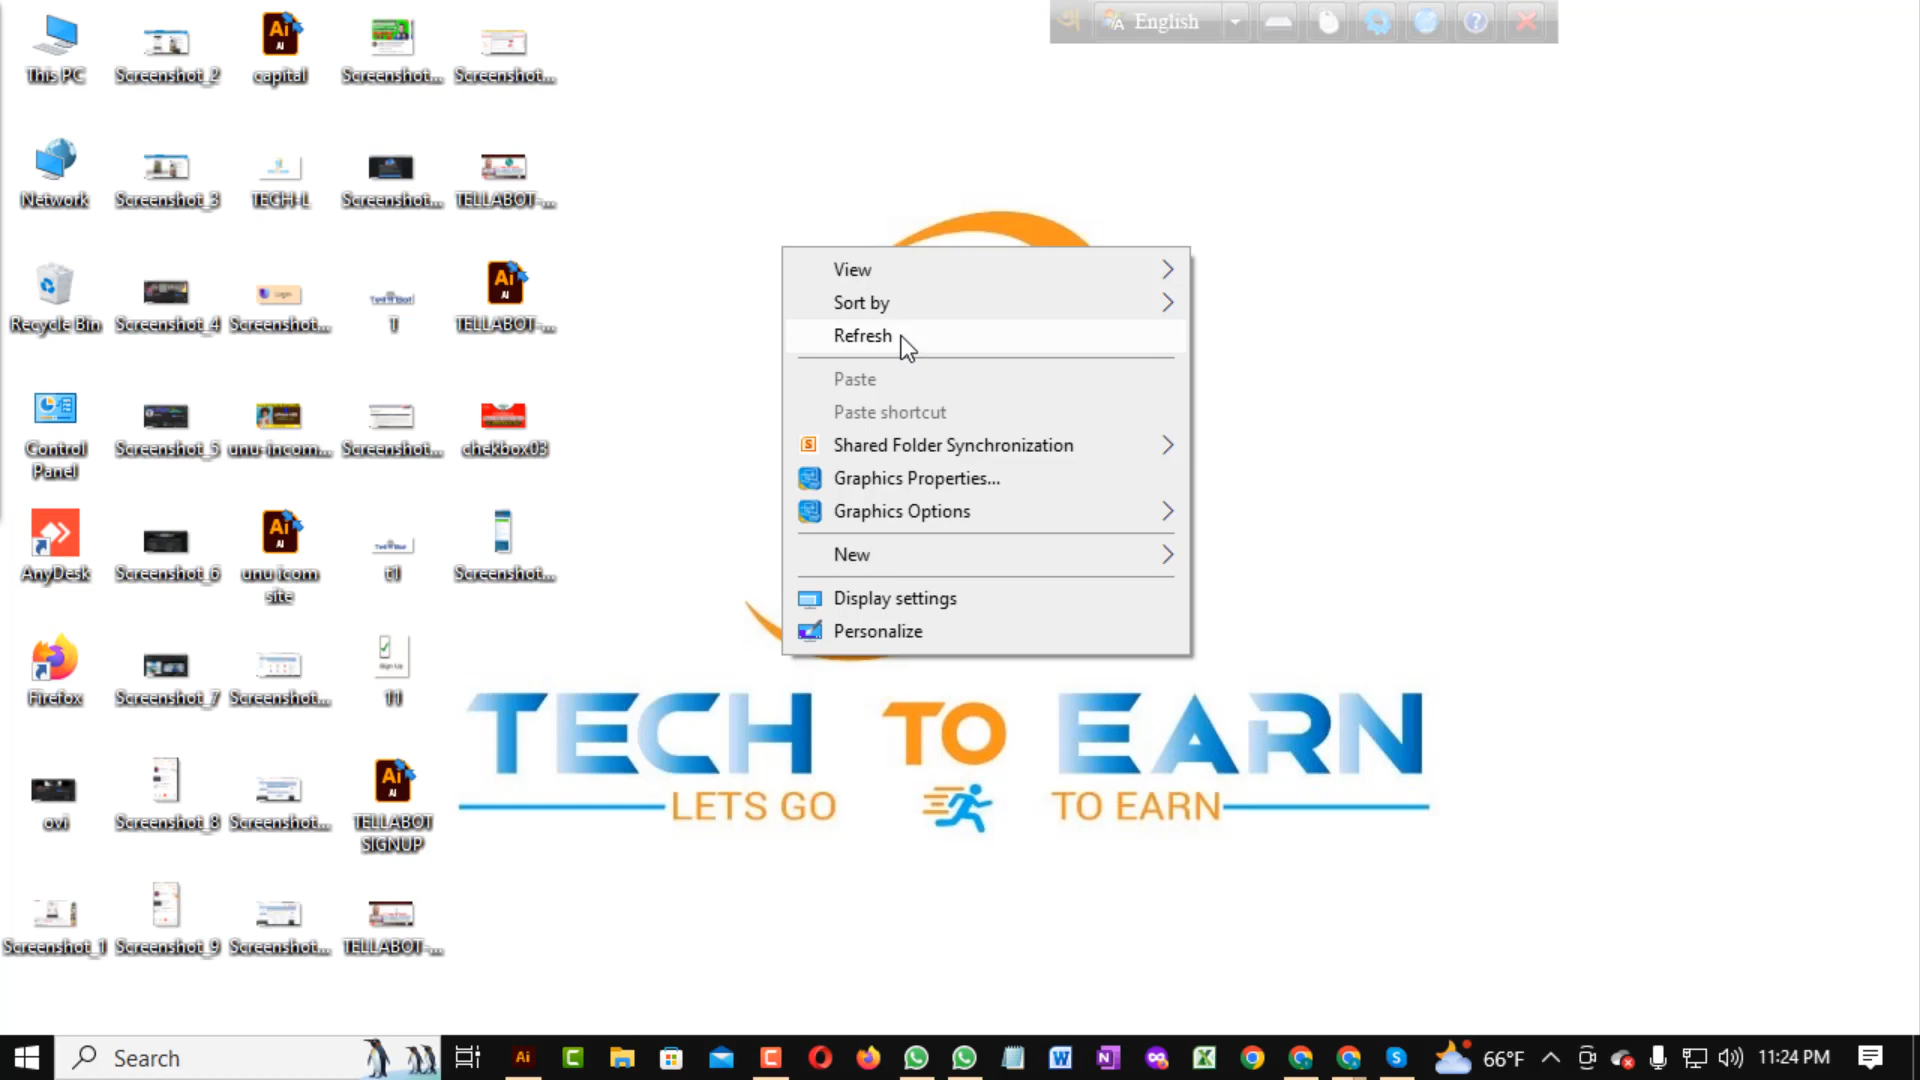 English
This PC
Screenshot_2
capital
Screenshot...
Screenshot...
Network
Screenshot_3
TECH-L
Screenshot...
TELLABOT-...
Recycle Bin
Screenshot_4
Screenshot...
1
TELLABOT-...
Control
Panel
Screenshot_5
unu-incom...
Screenshot...
chekbox03
AnyDesk
Screenshot_6
unu icom
site
t1
Screenshot...
Firefox
Screenshot_7
Screenshot...
11
ovi
Screenshot_8
Screenshot...
TELLABOT
SIGNUP
Screenshot_1
Screenshot_9
Screenshot...
TELLABOT-...
View
Sort by
Refresh
Paste
Paste shortcut
Shared Folder Synchronization
Graphics Properties...
Graphics Options
New
Display settings
Personalize
TECH TO EARN
LETS GO TO EARN
Search
66°F
11:24 PM